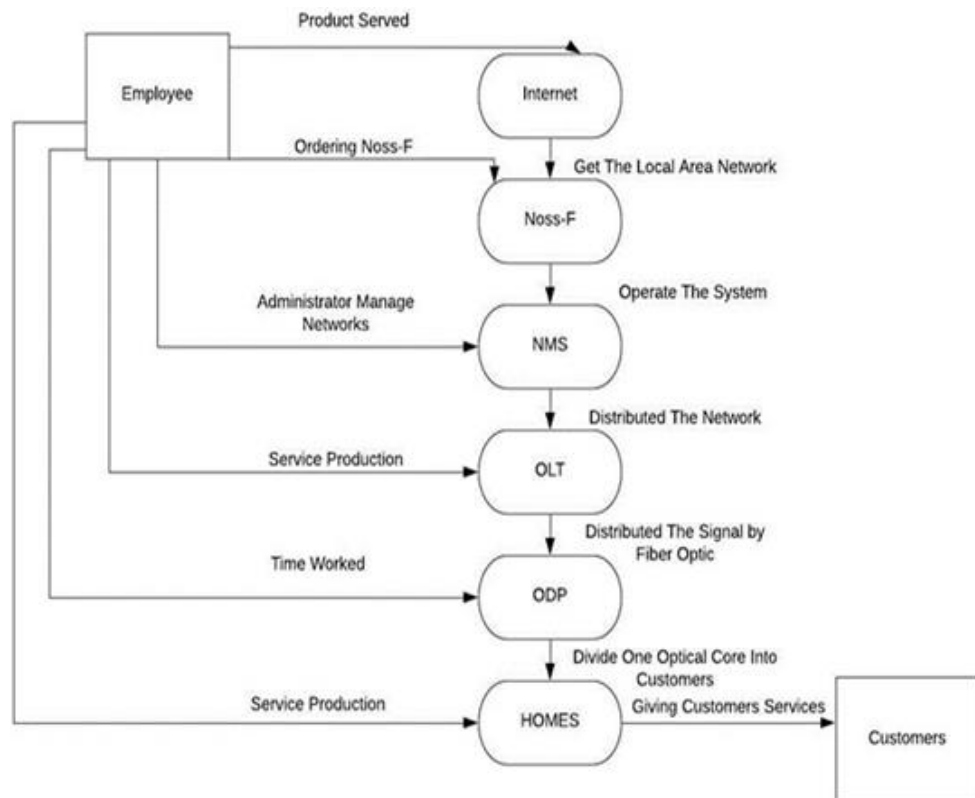 Product Served
Employee
Internet
Ordering Noss-F
Get The Local Area Network
Noss-F
Operate The System
Administrator Manage
Networks
NMS
Distributed The Network
Service Production
OLT
Distributed The Signal by
Fiber Optic
Time Worked
ODP
Divide One Optical Core Into
Customers
Service Production
HOMES
Giving Customers Services
Customers